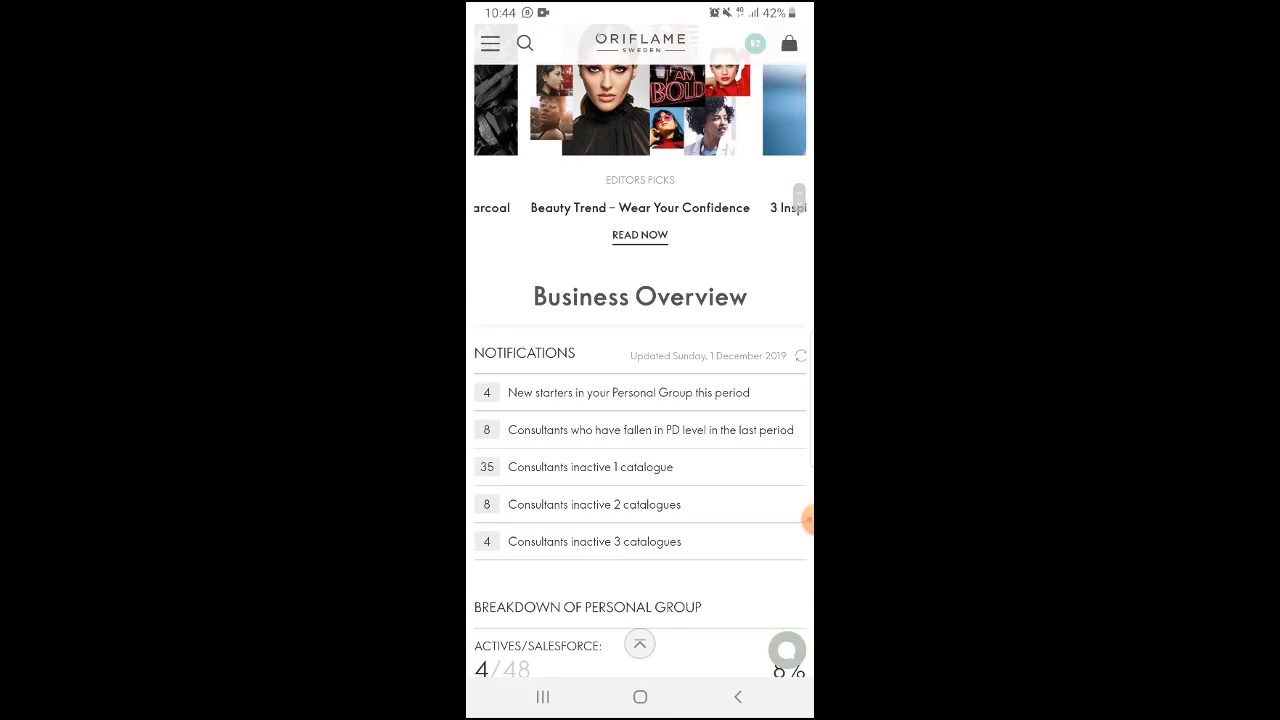 10:44
4G
42%
ORIFLAME
SWEDEN
RZ
I AM
BOLD
EDITORS PICKS
arcoal
Beauty Trend – Wear Your Confidence
3 Inspi
READ NOW
Business Overview
NOTIFICATIONS
Updated Sunday, 1 December 2019
4 New starters in your Personal Group this period
8 Consultants who have fallen in PD level in the last period
35 Consultants inactive 1 catalogue
8 Consultants inactive 2 catalogues
4 Consultants inactive 3 catalogues
BREAKDOWN OF PERSONAL GROUP
ACTIVES/SALESFORCE:
4/48
8%